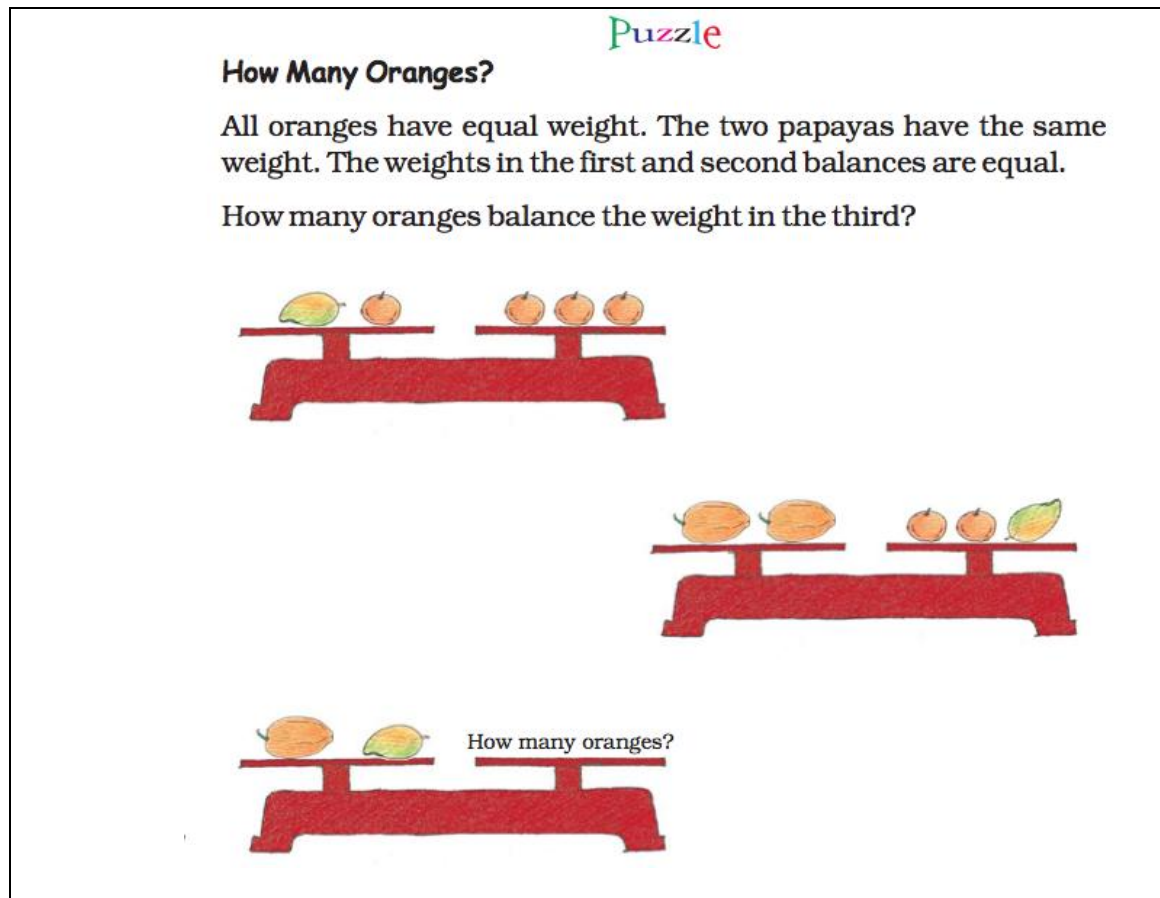 Puzzle
How Many Oranges?
All oranges have equal weight. The two papayas have the same
weight. The weights in the first and second balances are equal.
How many oranges balance the weight in the third?
How many oranges?